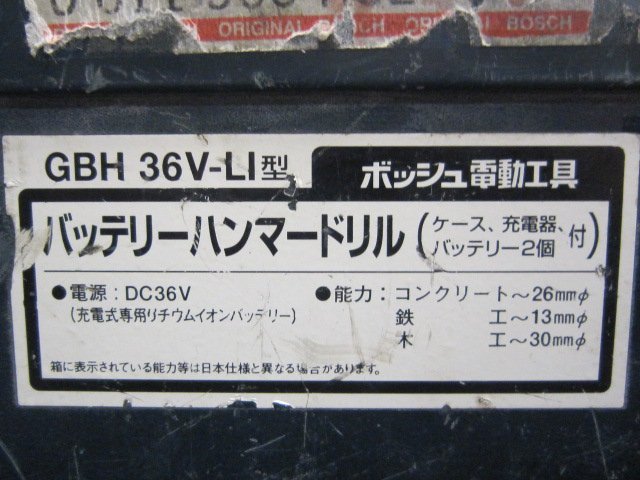 ORIGINAL BOSCH
GBH 36V-LI型 ボッシュ電動工具
バッテリーハンマードリル(ケース、充電器、バッテリー2個 付)
●電源：DC36V
(充電式専用リチウムイオンバッテリー)
●能力：コンクリート～26mmφ
鉄 工～13mmφ
木 工～30mmφ
箱に表示されている能力等は日本仕様と異なる場合があります。